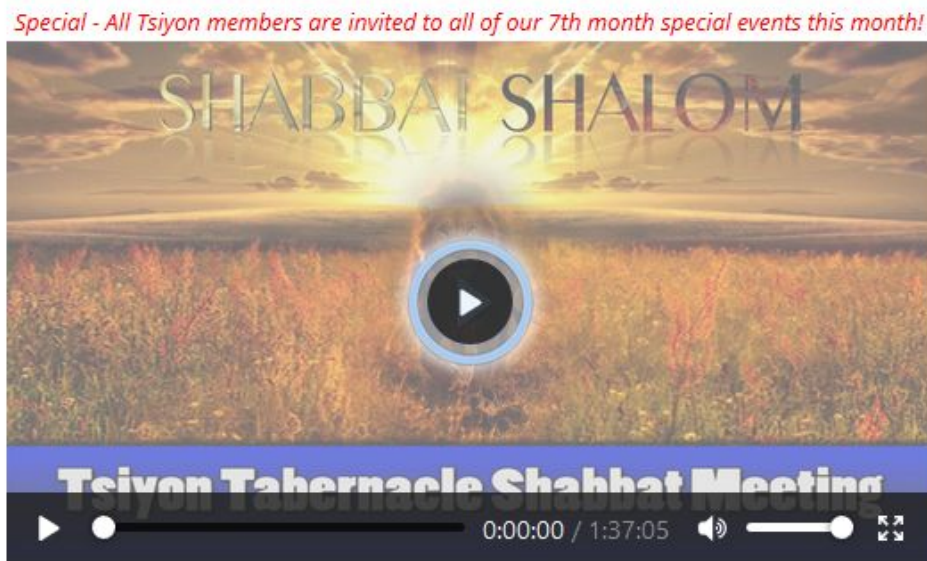 Special - All Tsiyon members are invited to all of our 7th month special events this month!
SHABBAT SHALOM
Tsiyon Tabernacle Shabbat Meeting
0:00:00 / 1:37:05